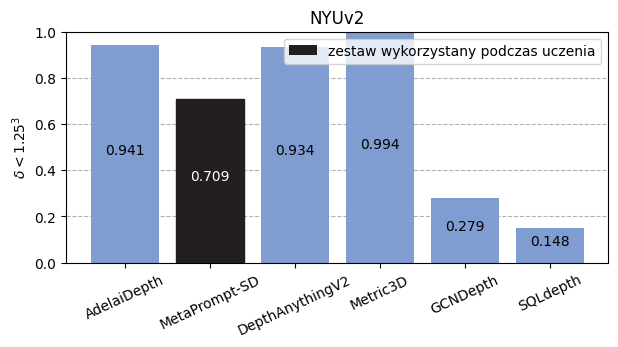 NYUv2
zestaw wykorzystany podczas uczenia
δ < 1.25³
1.0
0.8
0.6
0.4
0.2
0.0
0.941
0.709
0.934
0.994
0.279
0.148
AdelaiDepth
MetaPrompt-SD
DepthAnythingV2
Metric3D
GCNDepth
SQLdepth